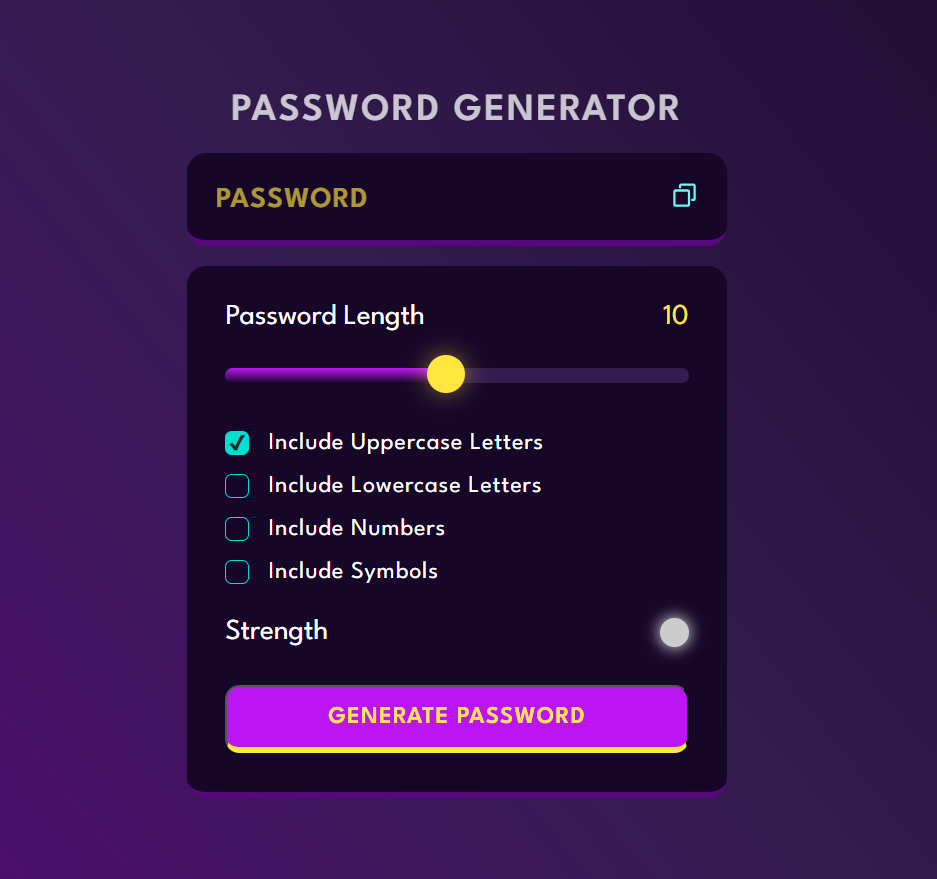 PASSWORD GENERATOR
PASSWORD
Password Length 10
Include Uppercase Letters
Include Lowercase Letters
Include Numbers
Include Symbols
Strength
GENERATE PASSWORD